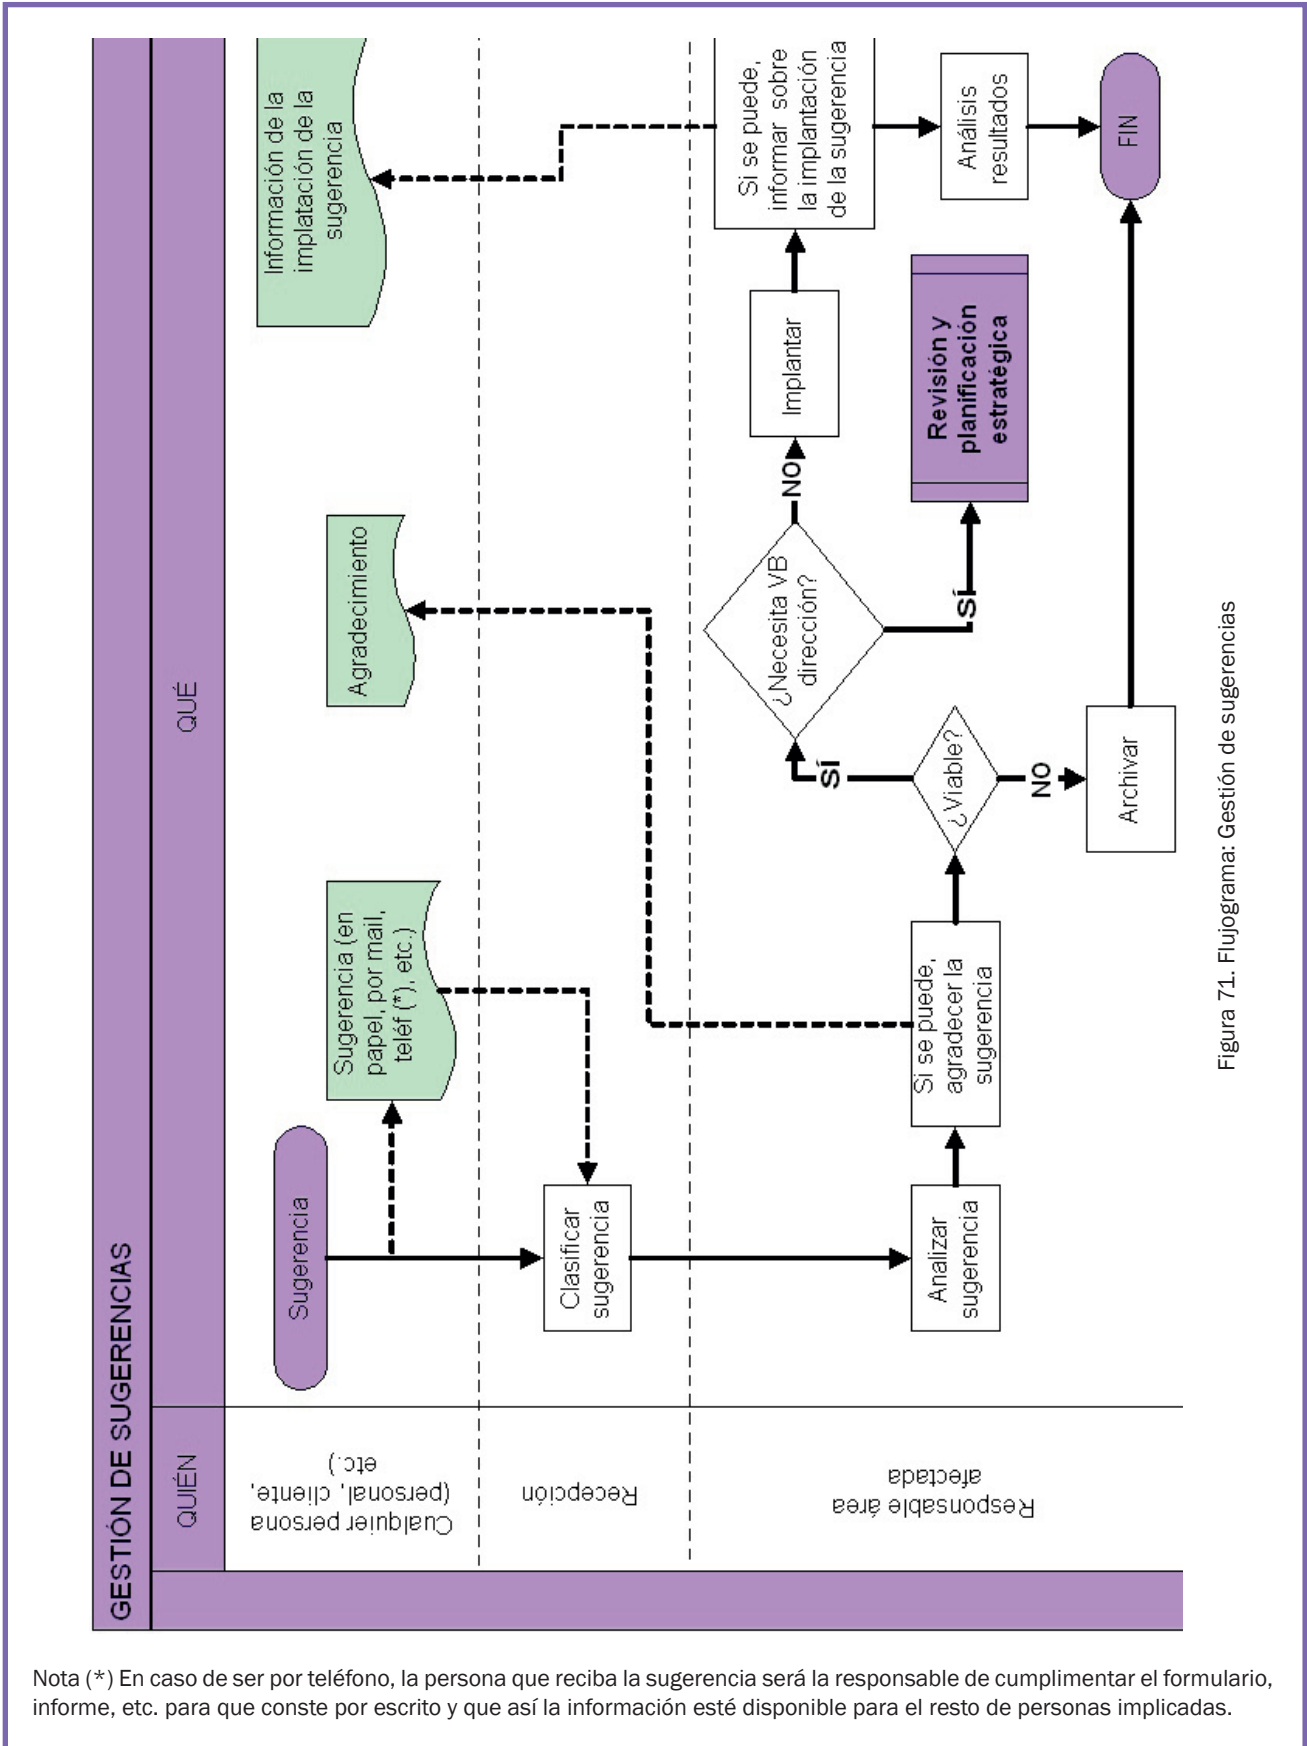 GESTIÓN DE SUGERENCIAS
QUIÉN
QUÉ
Cualquier persona
(personal, cliente,
etc.)
Recepción
Responsable área
afectada
Sugerencia
Sugerencia (en
papel, por mail,
teléf (*), etc.)
Agradecimiento
Información de la
implatación de la
sugerencia
Clasificar
sugerencia
Analizar
sugerencia
Si se puede,
agradecer la
sugerencia
¿Viable?
SÍ
NO
Archivar
¿Necesita VB
dirección?
NO
SÍ
Implantar
Revisión y
planificación
estratégica
Si se puede,
informar sobre
la implantación
de la sugerencia
Análisis
resultados
FIN
Figura 71. Flujograma: Gestión de sugerencias
Nota (*) En caso de ser por teléfono, la persona que reciba la sugerencia será la responsable de cumplimentar el formulario,
informe, etc. para que conste por escrito y que así la información esté disponible para el resto de personas implicadas.